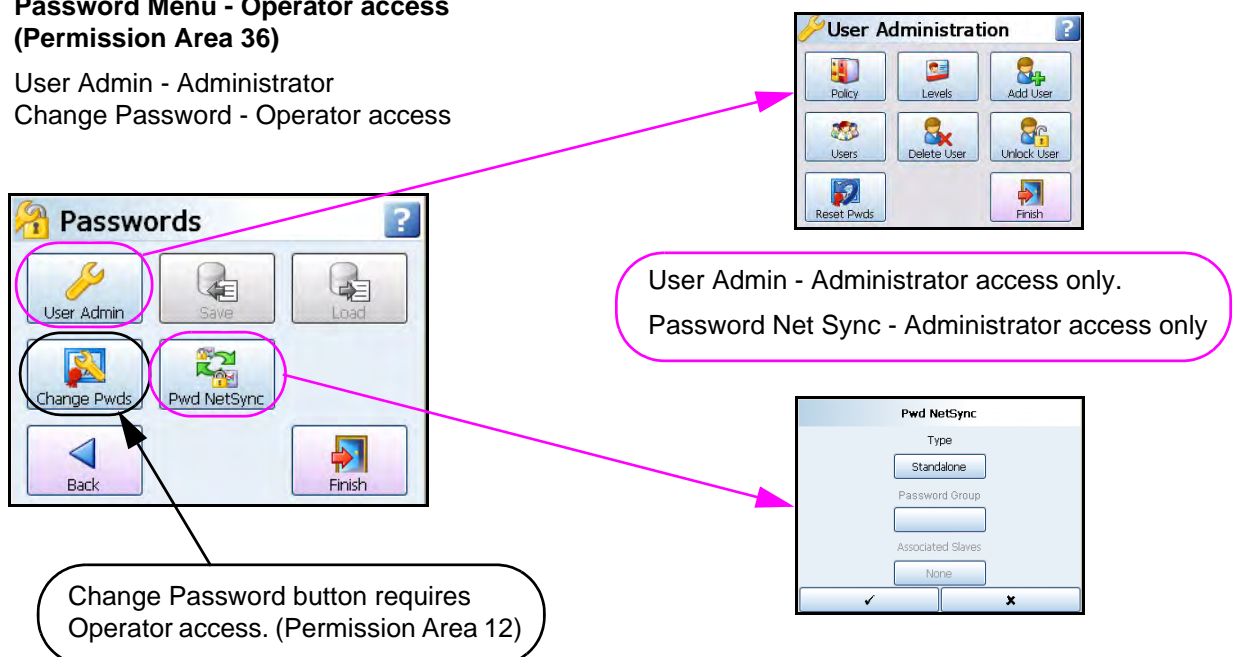 Password Menu - Operator access
(Permission Area 36)
User Admin - Administrator
Change Password - Operator access
User Administration
?
Policy
Levels
Add User
Users
Delete User
Unlock User
Reset Pwds
Finish
Passwords
?
User Admin
Save
Load
Change Pwds
Pwd NetSync
Back
Finish
User Admin - Administrator access only.
Password Net Sync - Administrator access only
Pwd NetSync
Type
Standalone
Password Group
Associated Slaves
None
Change Password button requires
Operator access. (Permission Area 12)